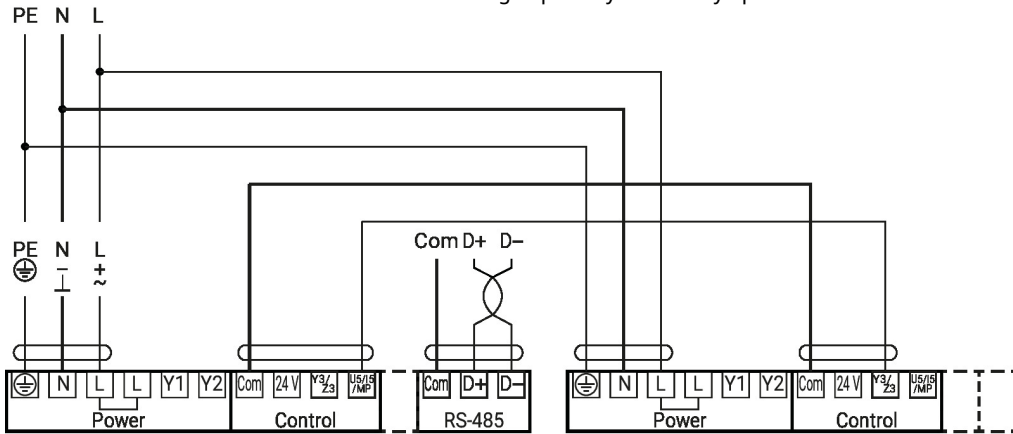 PE N L
Com D+ D–
PE N L
– +
⊥ ~
N L L Y1 Y2 Com 24 V Y3/Z3 U5/I5/MP Com D+ D– N L L Y1 Y2 Com 24 V Y3/Z3 U5/I5/MP
Power Control RS-485 Power Control